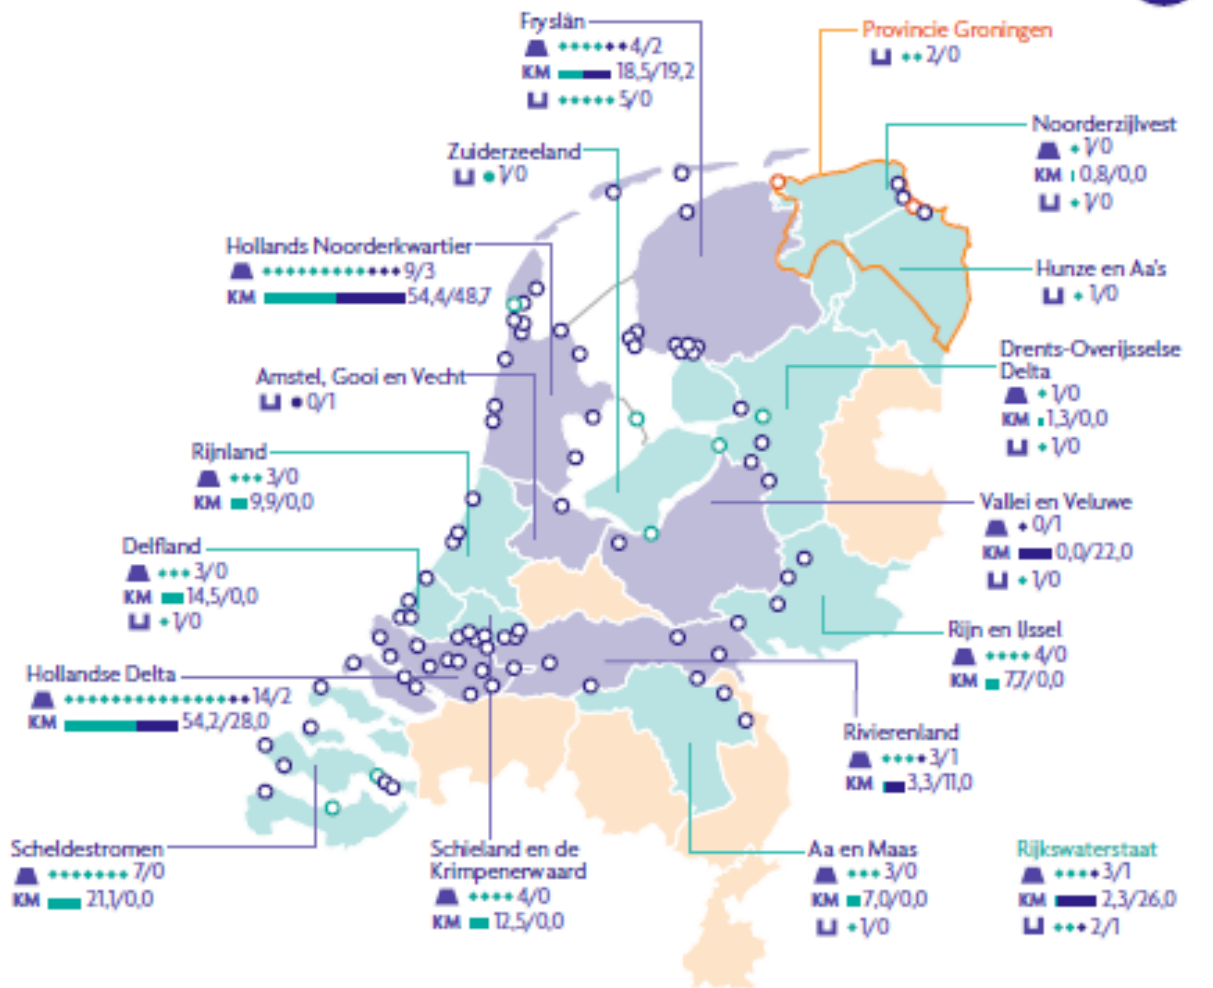 Fryslân
4/2
KM 18,5/19,2
5/0
Provincie Groningen
2/0
Noorderzijlvest
1/0
KM 0,8/0,0
1/0
Zuiderzeeland
1/0
Hollands Noorderkwartier
9/3
KM 54,4/48,7
Hunze en Aa's
1/0
Drents-Overijsselse
Delta
1/0
KM 1,3/0,0
1/0
Amstel, Gooi en Vecht
0/1
Rijnland
3/0
KM 9,9/0,0
Vallei en Veluwe
0/1
KM 0,0/22,0
1/0
Delfland
3/0
KM 14,5/0,0
1/0
Rijn en IJssel
4/0
KM 7,7/0,0
Hollandse Delta
14/2
KM 54,2/28,0
Rivierenland
3/1
KM 3,3/11,0
Scheldestromen
7/0
KM 21,1/0,0
Schieland en de
Krimpenerwaard
4/0
KM 12,5/0,0
Aa en Maas
3/0
KM 7,0/0,0
1/0
Rijkswaterstaat
3/1
KM 2,3/26,0
2/1